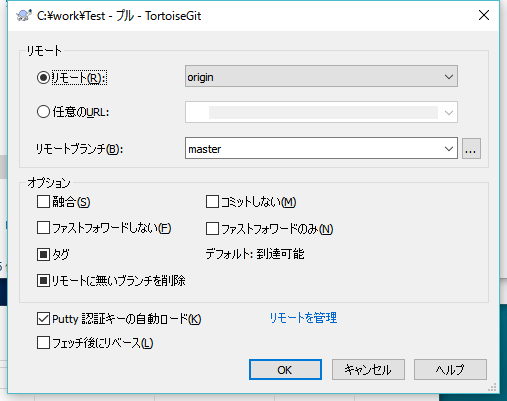 C:¥work¥Test - プル - TortoiseGit
リモート
リモート(R):
origin
任意のURL:
リモートブランチ(B):
master
...
オプション
融合(S)
コミットしない(M)
ファストフォワードしない(F)
ファストフォワードのみ(N)
タグ
デフォルト: 到達可能
リモートに無いブランチを削除
Putty 認証キーの自動ロード(K)
リモートを管理
フェッチ後にリベース(L)
OK
キャンセル
ヘルプ